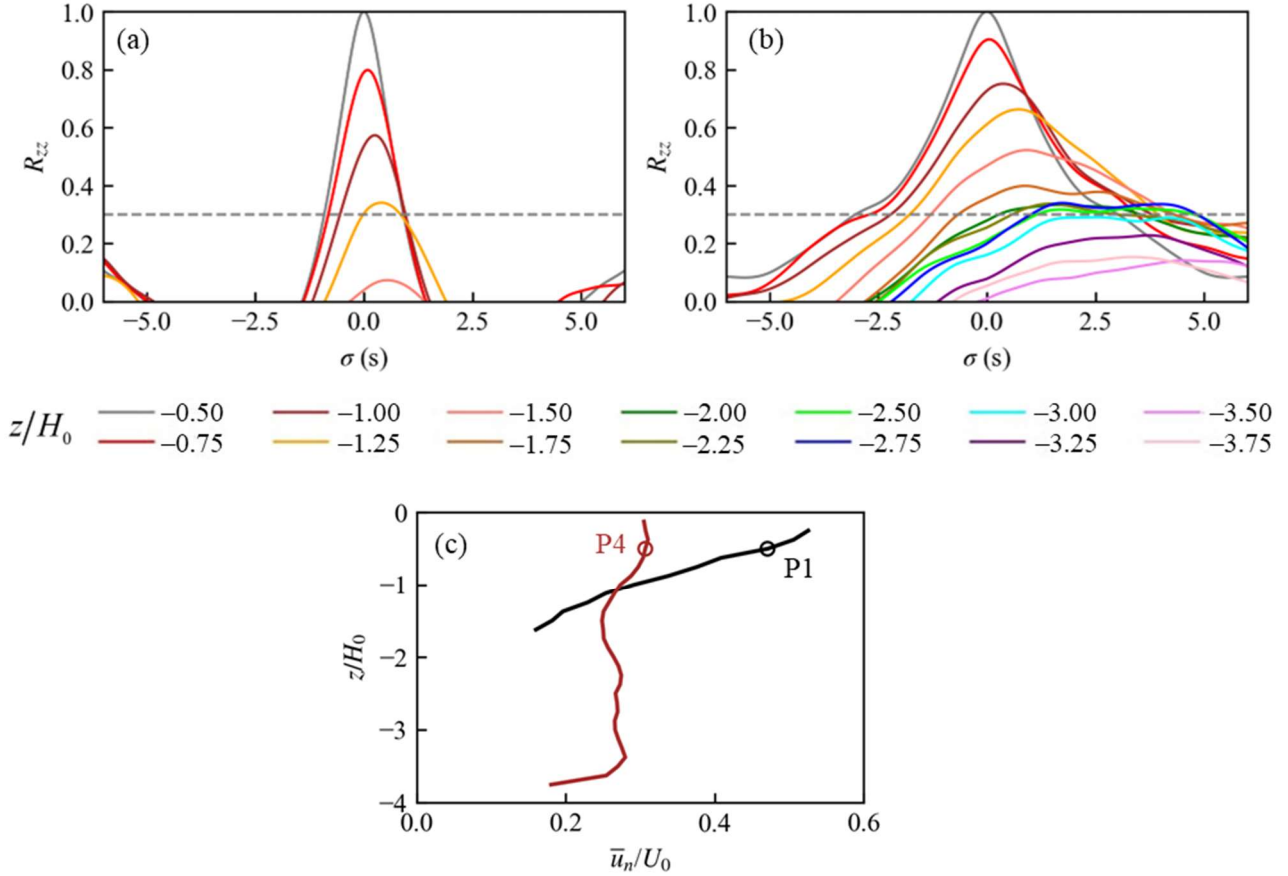 (a)
1.0
0.8
0.6
0.4
0.2
0.0
R_zz
−5.0 −2.5 0.0 2.5 5.0
σ (s)
(b)
1.0
0.8
0.6
0.4
0.2
0.0
R_zz
−5.0 −2.5 0.0 2.5 5.0
σ (s)
z/H₀
−0.50 −1.00 −1.50 −2.00 −2.50 −3.00 −3.50
−0.75 −1.25 −1.75 −2.25 −2.75 −3.25 −3.75
(c)
0
−1
−2
−3
−4
z/H₀
P4
P1
0.0 0.2 0.4 0.6
u̅ₙ/U₀